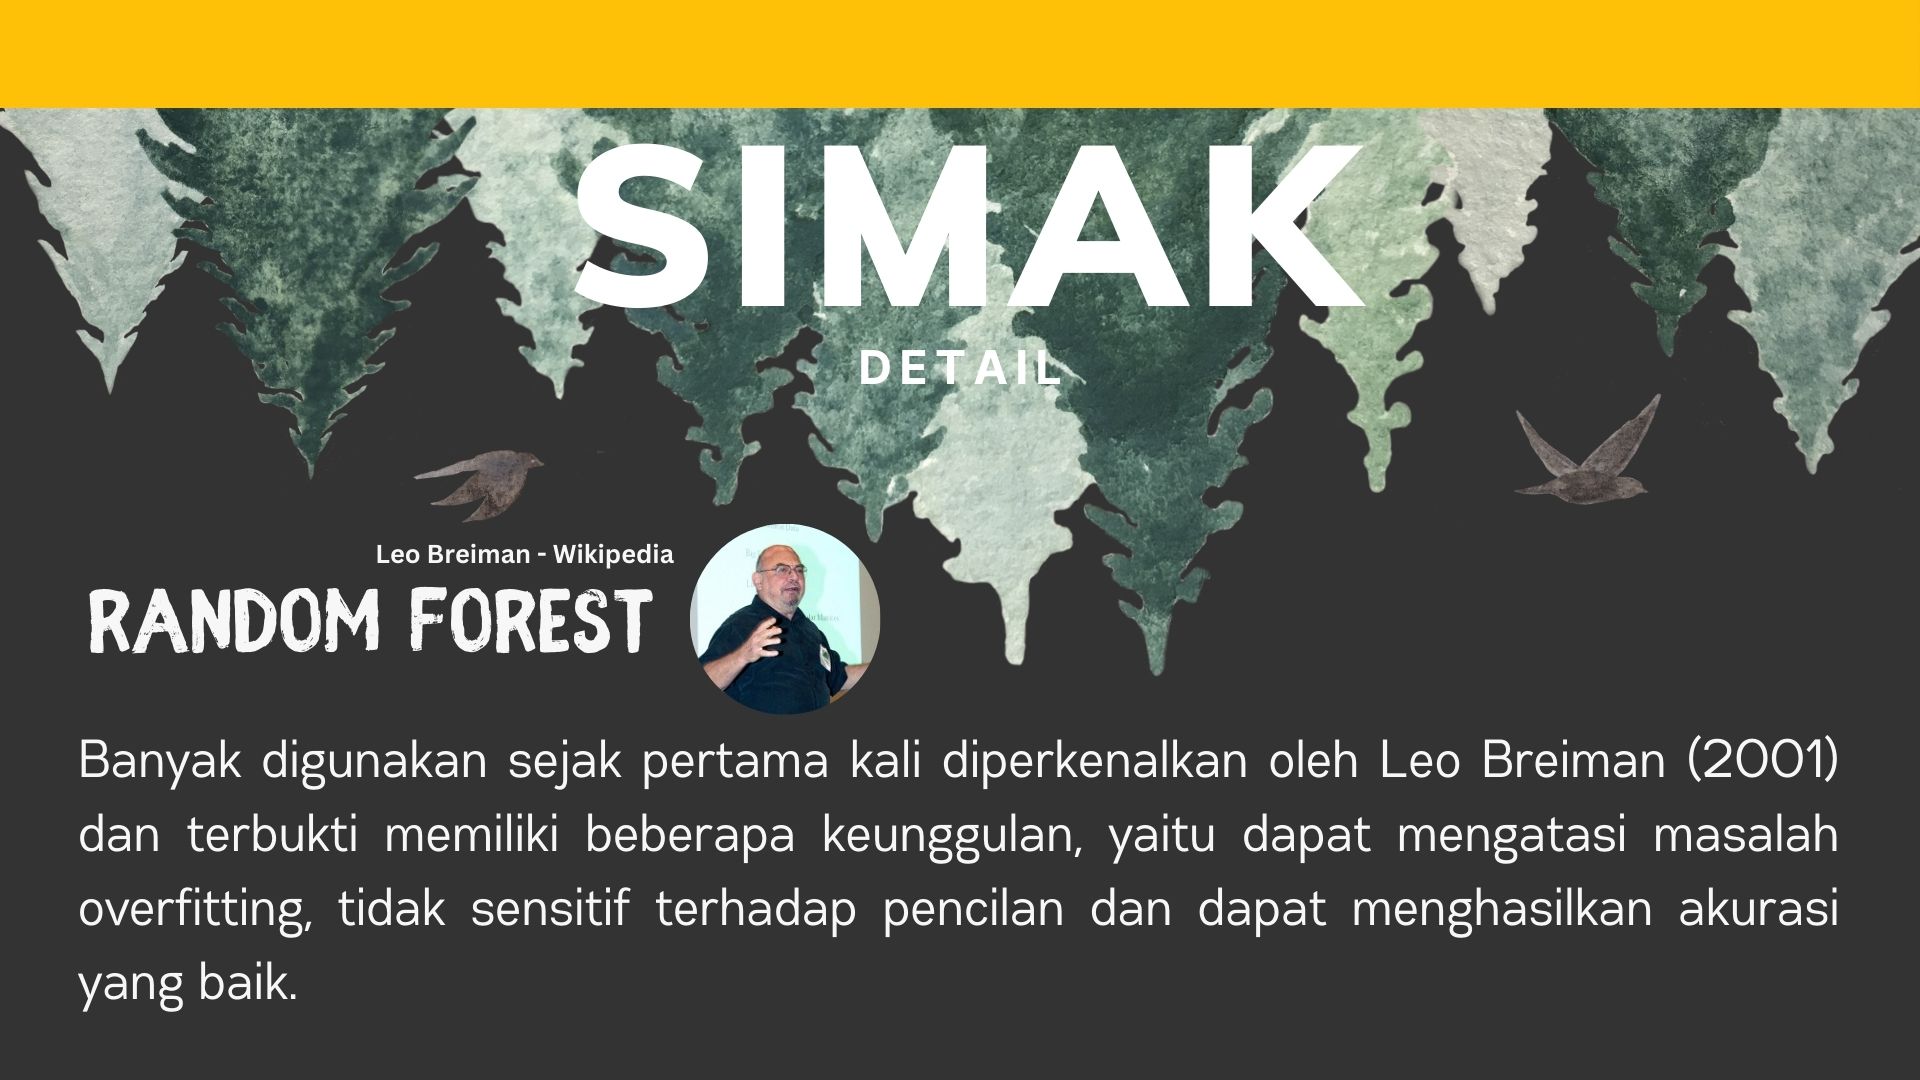 SIMAK
DETAIL
Leo Breiman - Wikipedia
RANDOM FOREST
Banyak digunakan sejak pertama kali diperkenalkan oleh Leo Breiman (2001)
dan terbukti memiliki beberapa keunggulan, yaitu dapat mengatasi masalah
overfitting, tidak sensitif terhadap pencilan dan dapat menghasilkan akurasi
yang baik.